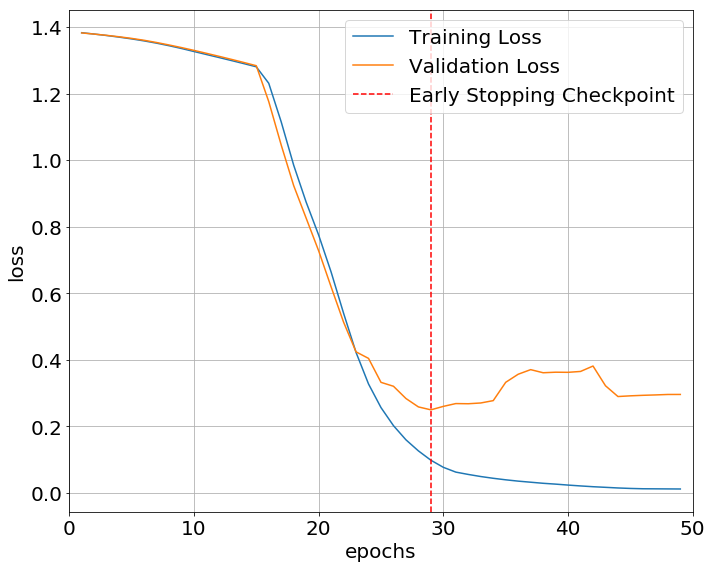 Training Loss
Validation Loss
Early Stopping Checkpoint
1.4
1.2
1.0
0.8
0.6
0.4
0.2
0.0
loss
0 10 20 30 40 50
epochs